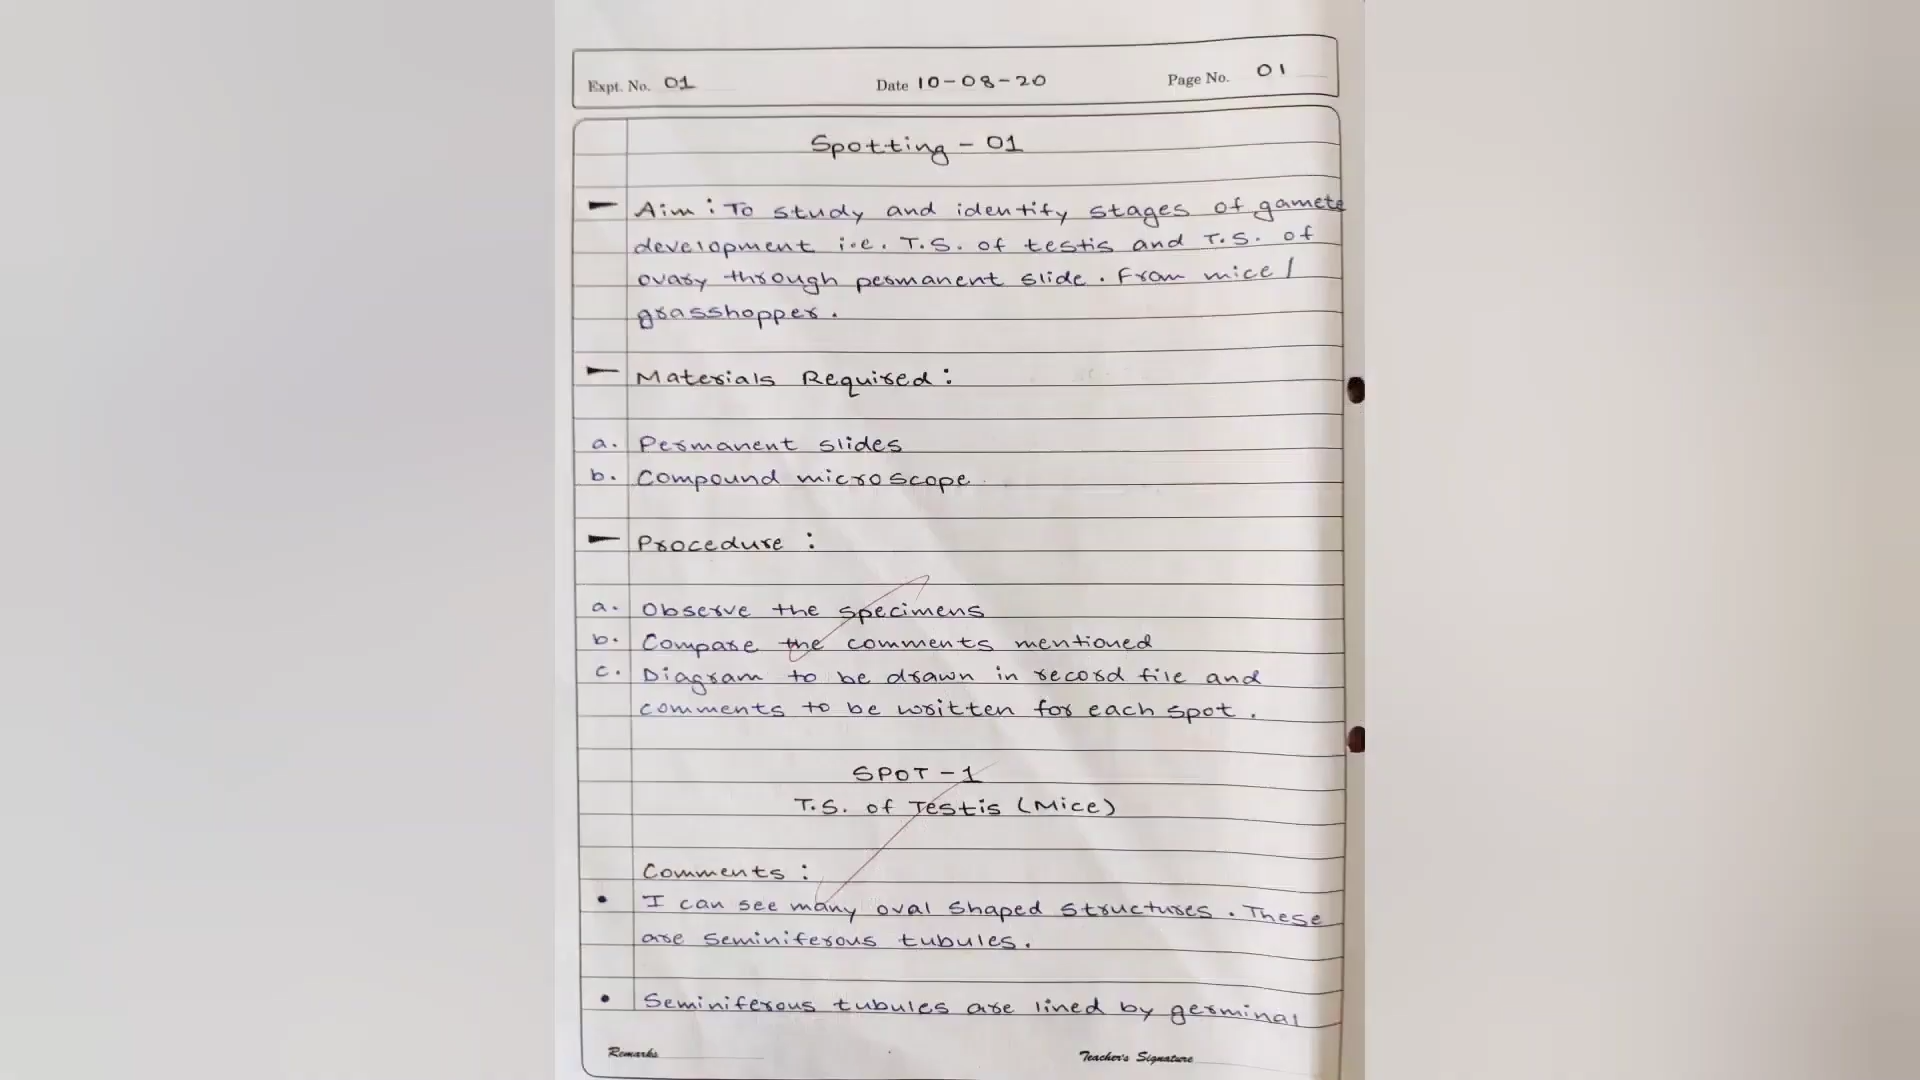 Expt. No. 01 Date 10-08-20 Page No. 01
Spotting - 01
Aim : To study and identify stages of gamete
development i.e. T.S. of testis and T.S. of
ovary through permanent slide. From mice /
grasshopper.
Materials Required :
a. Permanent slides
b. Compound microscope
Procedure :
a. Observe the specimens
b. Compare the comments mentioned
c. Diagram to be drawn in record file and
comments to be written for each spot.
SPOT - 1
T.S. of Testis (Mice)
Comments :
• I can see many oval shaped structures. These
are seminiferous tubules.
• Seminiferous tubules are lined by germinal
Remarks Teacher's Signature